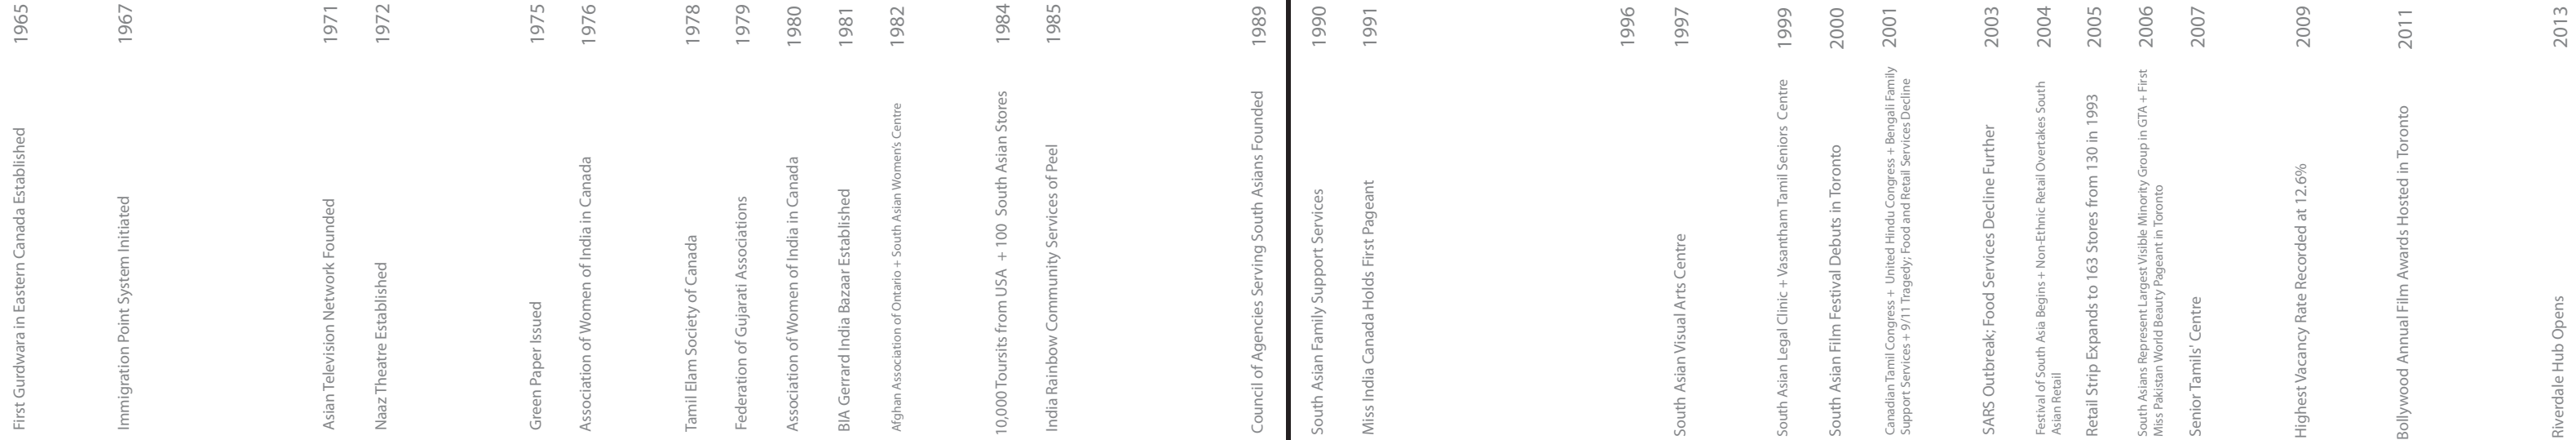 1965
First Gurdwara in Eastern Canada Established
1967
Immigration Point System Initiated
1971
Asian Television Network Founded
1972
Naaz Theatre Established
1975
Green Paper Issued
1976
Association of Women of India in Canada
1978
Tamil Elam Society of Canada
1979
Federation of Gujarati Associations
1980
Association of Women of India in Canada
1981
BIA Gerrard India Bazaar Established
1982
Afghan Association of Ontario + South Asian Women's Centre
1984
10,000 Toursits from USA + 100 South Asian Stores
1985
India Rainbow Community Services of Peel
1989
Council of Agencies Serving South Asians Founded
1990
South Asian Family Support Services
1991
Miss India Canada Holds First Pageant
1996
1997
South Asian Visual Arts Centre
1999
South Asian Legal Clinic + Vasantham Tamil Seniors Centre
2000
South Asian Film Festival Debuts in Toronto
2001
Canadian Tamil Congress + United Hindu Congress + Bengali Family
Support Services + 9/11 Tragedy; Food and Retail Services Decline
2003
SARS Outbreak; Food Services Decline Further
2004
Festival of South Asia Begins + Non-Ethnic Retail Overtakes South
Asian Retail
2005
Retail Strip Expands to 163 Stores from 130 in 1993
2006
South Asians Represent Largest Visible Minority Group in GTA + First
Miss Pakistan World Beauty Pageant in Toronto
2007
Senior Tamils' Centre
2009
Highest Vacancy Rate Recorded at 12.6%
2011
Bollywood Annual Film Awards Hosted in Toronto
2013
Riverdale Hub Opens